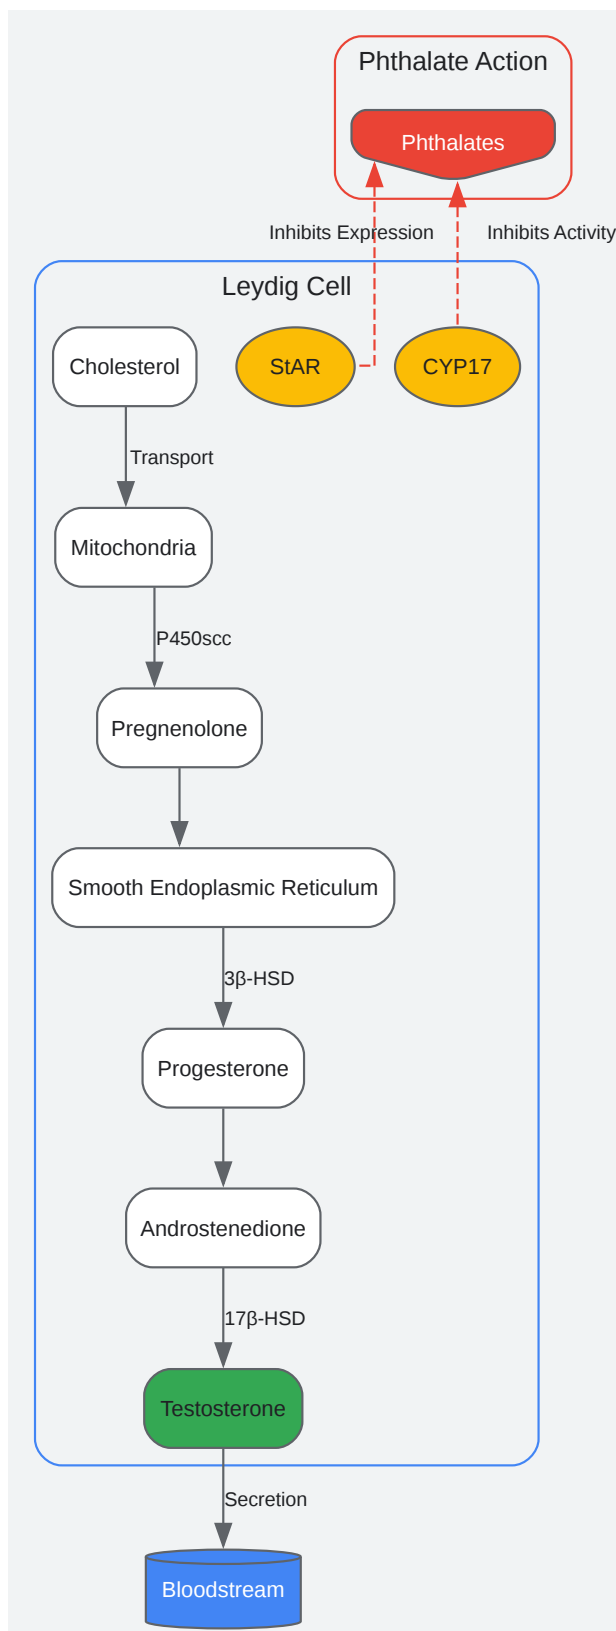 Phthalate Action
Phthalates
Inhibits Expression
Inhibits Activity
Leydig Cell
Cholesterol
StAR
CYP17
Transport
Mitochondria
P450scc
Pregnenolone
Smooth Endoplasmic Reticulum
3β-HSD
Progesterone
Androstenedione
17β-HSD
Testosterone
Secretion
Bloodstream